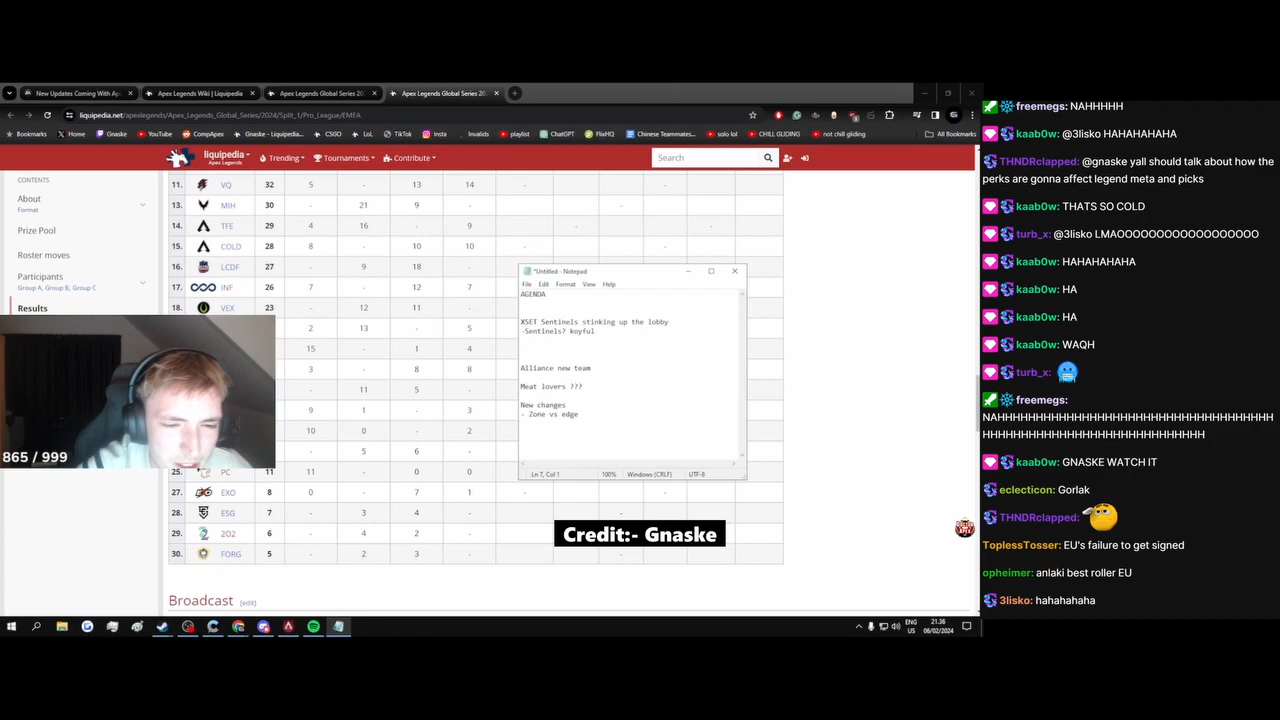 New Updates Coming With Ap
Apex Legends Wiki | Liquipedia
Apex Legends Global Series 202
Apex Legends Global Series 202
liquipedia.net/apexlegends/Apex_Legends_Global_Series/2024/Split_1/Pro_League/EMEA
Bookmarks Home Gnaske YouTube CompApex Gnaske – Liquipedia... CSGO LoL TikTok Insta Invalids playlist ChatGPT FlixHQ Chinese Teammates... solo lol CHILL GLIDING not chill gliding All Bookmarks
liquipedia
Apex Legends
Trending Tournaments Contribute
Search
CONTENTS
About
Format
Prize Pool
Roster moves
Participants
Group A, Group B, Group C
Results
11. VQ 32 5 - 13 14 - - -
13. MIH 30 - 21 9 - -
14. TFE 29 4 16 - 9 - -
15. COLD 28 8 - 10 10 - - -
16. LCDF 27 - 9 18 -
17. INF 26 7 - 12 7
18. VEX 23 - 12 11 -
2 13 - 5
15 - 1 4
3 - 8 8
- 11 5 -
9 1 - 3
10 0 - 2
- 5 6 -
25. PC 11 11 - 0 0
27. EXO 8 0 - 7 1 - - -
28. ESG 7 - 3 4 -
29. 2O2 6 - 4 2 -
30. FORG 5 - 2 3 - - -
Broadcast [edit]
*Untitled - Notepad
File Edit Format View Help
AGENDA
XSET Sentinels stinking up the lobby
-Sentinels? koyful
Alliance new team
Meat lovers ???
New changes
- Zone vs edge
Ln 7, Col 1 100% Windows (CRLF) UTF-8
865 / 999
Credit:- Gnaske
ENG
US
21.36
06/02/2024
freemegs: NAHHHHH
kaab0w: @3lisko HAHAHAHAHA
THNDRclapped: @gnaske yall should talk about how the
perks are gonna affect legend meta and picks
kaab0w: THATS SO COLD
turb_x: @3lisko LMAOOOOOOOOOOOOOOOOOO
kaab0w: HAHAHAHAHA
kaab0w: HA
kaab0w: HA
kaab0w: WAQH
turb_x:
freemegs:
NAHHHHHHHHHHHHHHHHHHHHHHHHHHHHHHHHHH
HHHHHHHHHHHHHHHHHHHHHHHHHHH
kaab0w: GNASKE WATCH IT
eclecticon: Gorlak
THNDRclapped:
ToplessTosser: EU's failure to get signed
opheimer: anlaki best roller EU
3lisko: hahahahaha